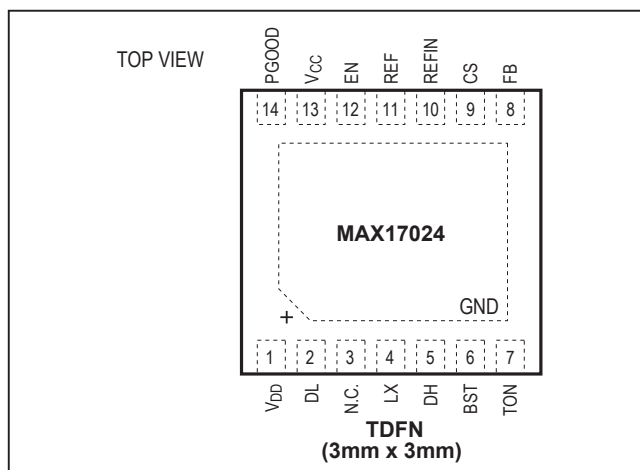 TOP VIEW
PGOOD VCC EN REF REFIN CS FB
14 13 12 11 10 9 8
MAX17024
GND
+
1 2 3 4 5 6 7
VDD DL N.C. LX DH BST TON
TDFN
(3mm x 3mm)